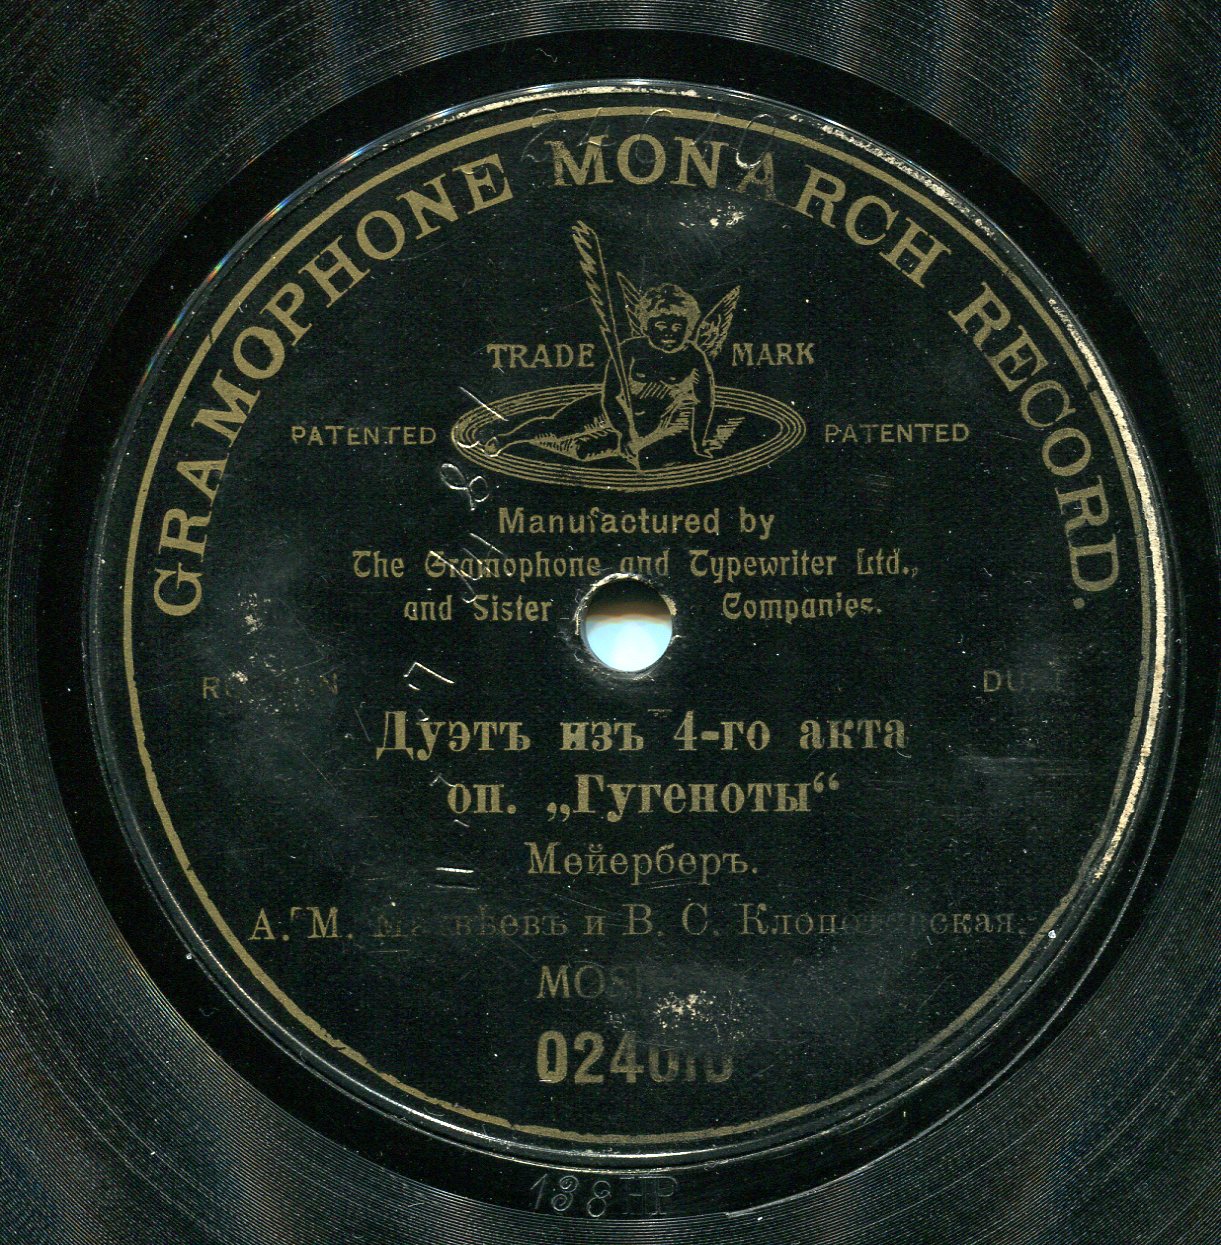 GRAMOPHONE MONARCH RECORD.
TRADE MARK
PATENTED PATENTED
Manufactured by
The Gramophone and Typewriter Ltd.,
and Sister Companies.
Дуэтъ изъ 4-го акта
оп. „Гугеноты“
Мейерберъ.
А. М. и В. С.